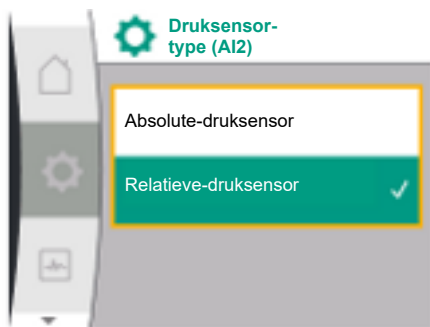 Druksensor-
type (AI2)
Absolute-druksensor
Relatieve-druksensor